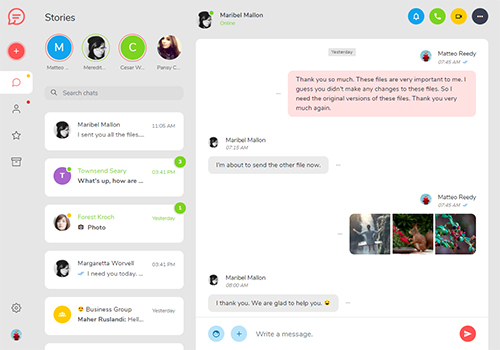 Stories
Matteo ...
Meredit...
Cesar W...
Pansy C...
Search chats
Maribel Mallon
11:05 AM
I sent you all the files....
3
Townsend Seary
03:41 PM
What's up, how are ...
1
Forest Kroch
Yesterday
Photo
Margaretta Worvell
03:41 PM
I need you today. ...
Business Group
Yesterday
Maher Ruslandi: Hell...
Maribel Mallon
Online
Yesterday
Matteo Reedy
07:45 AM
Thank you so much. These files are very important to me. I
guess you didn't make any changes to these files. So I
need the original versions of these files. Thank you very
much again.
Maribel Mallon
07:15 AM
I'm about to send the other file now.
Matteo Reedy
07:45 AM
Maribel Mallon
08:00 AM
I thank you. We are glad to help you. 😀
Write a message.
M
C